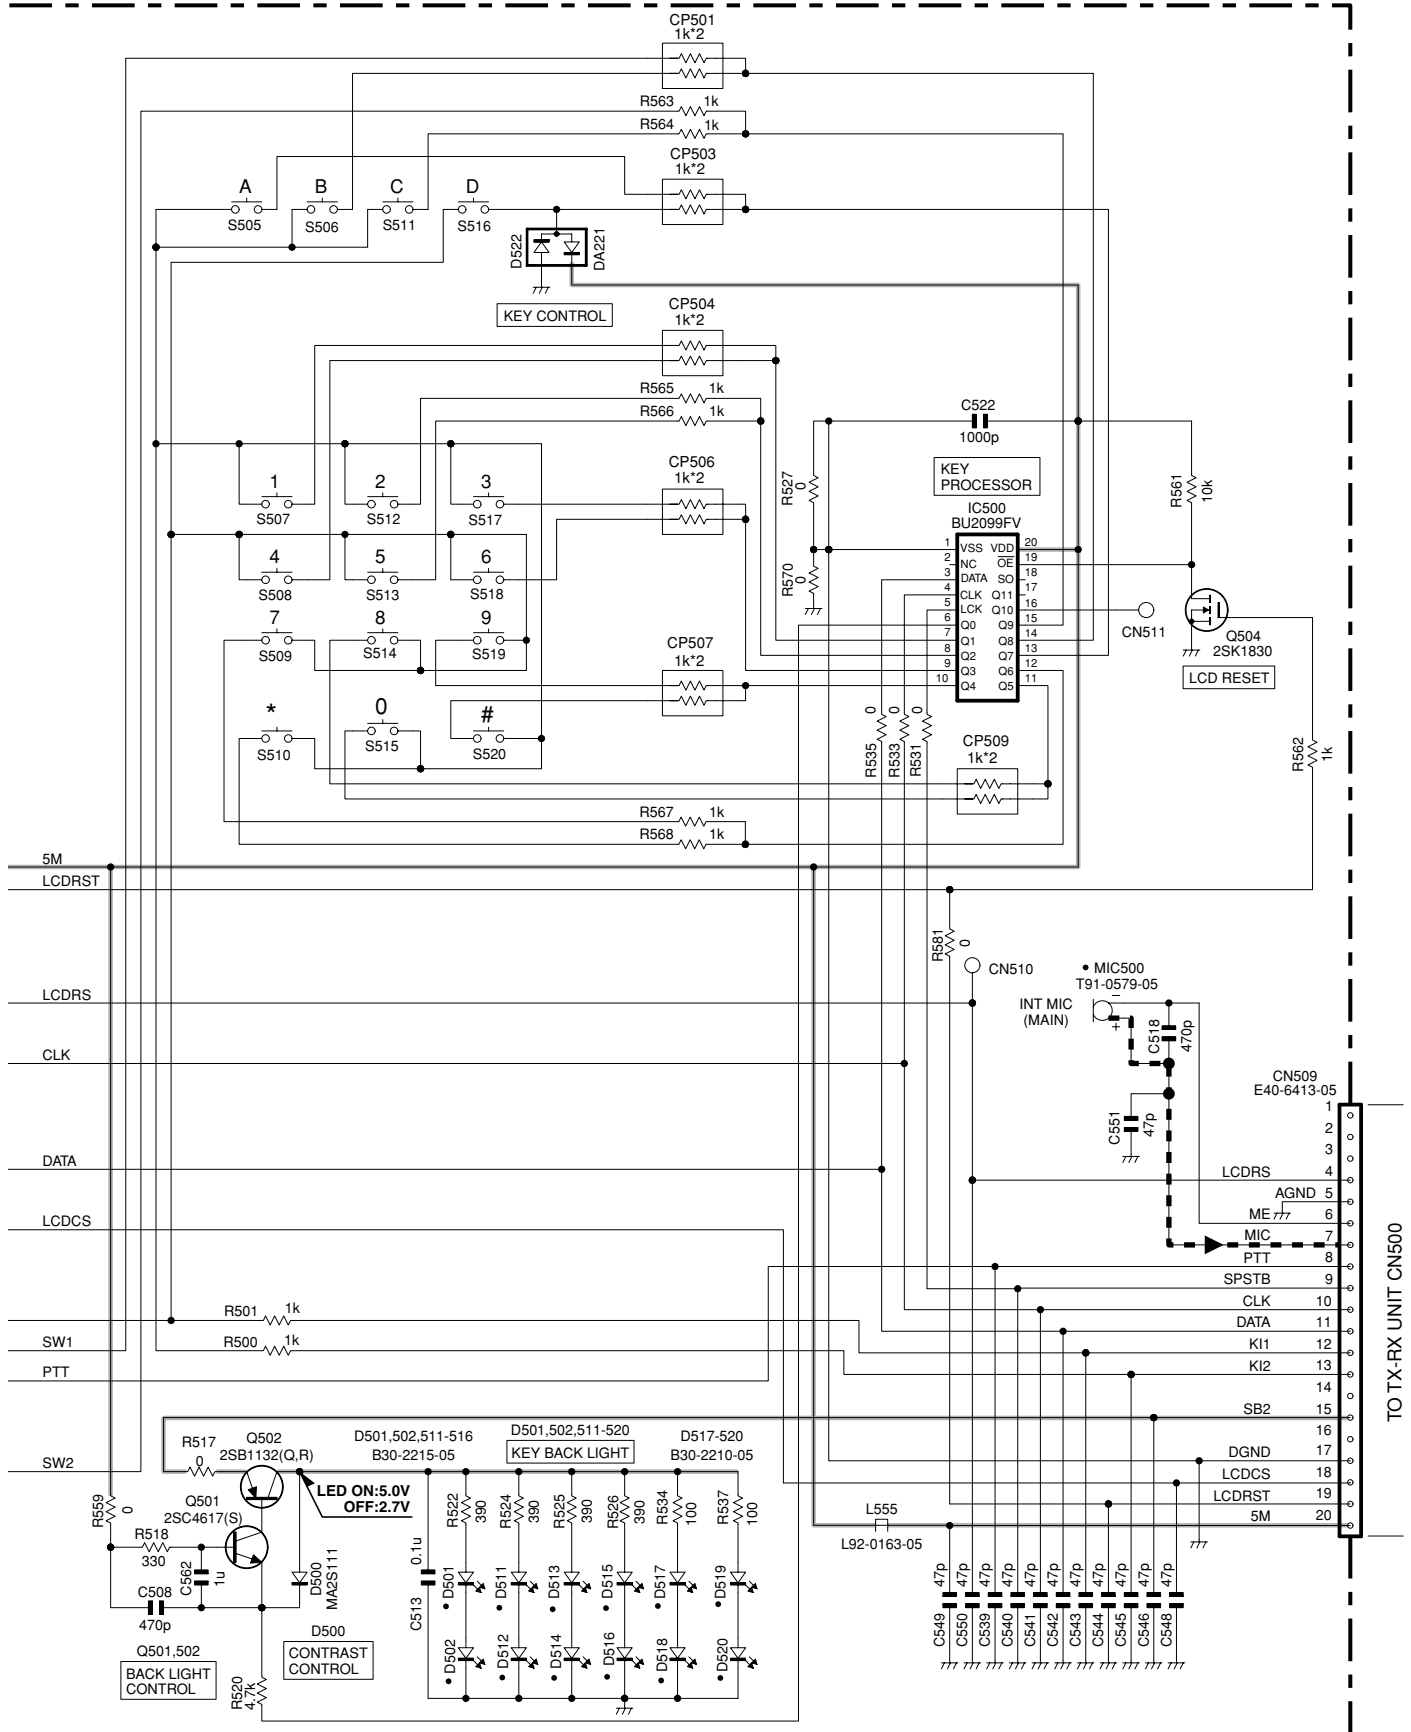 CP501
1k*2
R563 1k
R564 1k
CP503
1k*2
A B C D
S505 S506 S511 S516
D522
DA221
KEY CONTROL
CP504
1k*2
R565 1k
R566 1k
C522
1000p
CP506
1k*2
R527
0
KEY
PROCESSOR
R561
10k
1 2 3
S507 S512 S517
IC500
BU2099FV
1 VSS VDD 20
2 NC OE 19
3 DATA SO 18
4 CLK Q11 17
5 LCK Q10 16
6 Q0 Q9 15
7 Q1 Q8 14
8 Q2 Q7 13
9 Q3 Q6 12
10 Q4 Q5 11
4 5 6
S508 S513 S518
R570
0
7 8 9
S509 S514 S519
CN511
Q504
2SK1830
LCD RESET
CP507
1k*2
* 0 #
S510 S515 S520
R535
0
R533
0
R531
0
CP509
1k*2
R562
1k
R567 1k
R568 1k
5M
LCDRST
R581
0
CN510
• MIC500
T91-0579-05
LCDRS
INT MIC
(MAIN)
−
+
C518
470p
CLK
CN509
E40-6413-05
C551
47p
1
2
3
DATA
LCDRS 4
AGND 5
ME 6
LCDCS
MIC 7
PTT 8
SPSTB 9
CLK 10
DATA 11
KI1 12
KI2 13
14
SB2 15
16
DGND 17
LCDCS 18
LCDRST 19
5M 20
TO TX-RX UNIT CN500
R501 1k
SW1
R500 1k
PTT
Q502
2SB1132(Q,R)
R517
0
D501,502,511-516
B30-2215-05
D501,502,511-520
KEY BACK LIGHT
D517-520
B30-2210-05
SW2
LED ON:5.0V
OFF:2.7V
R559
0
Q501
2SC4617(S)
R518
330
C562
1u
C508
470p
D500
MA2S111
0.1u
C513
R522
390
R524
390
R525
390
R526
390
R534
100
R537
100
• D501
• D511
• D513
• D515
• D517
• D519
• D502
• D512
• D514
• D516
• D518
• D520
L555
L92-0163-05
47p 47p 47p 47p 47p 47p 47p 47p 47p 47p 47p
C549 C550 C539 C540 C541 C542 C543 C544 C545 C546 C548
Q501,502
BACK LIGHT
CONTROL
D500
CONTRAST
CONTROL
R520
4.7k